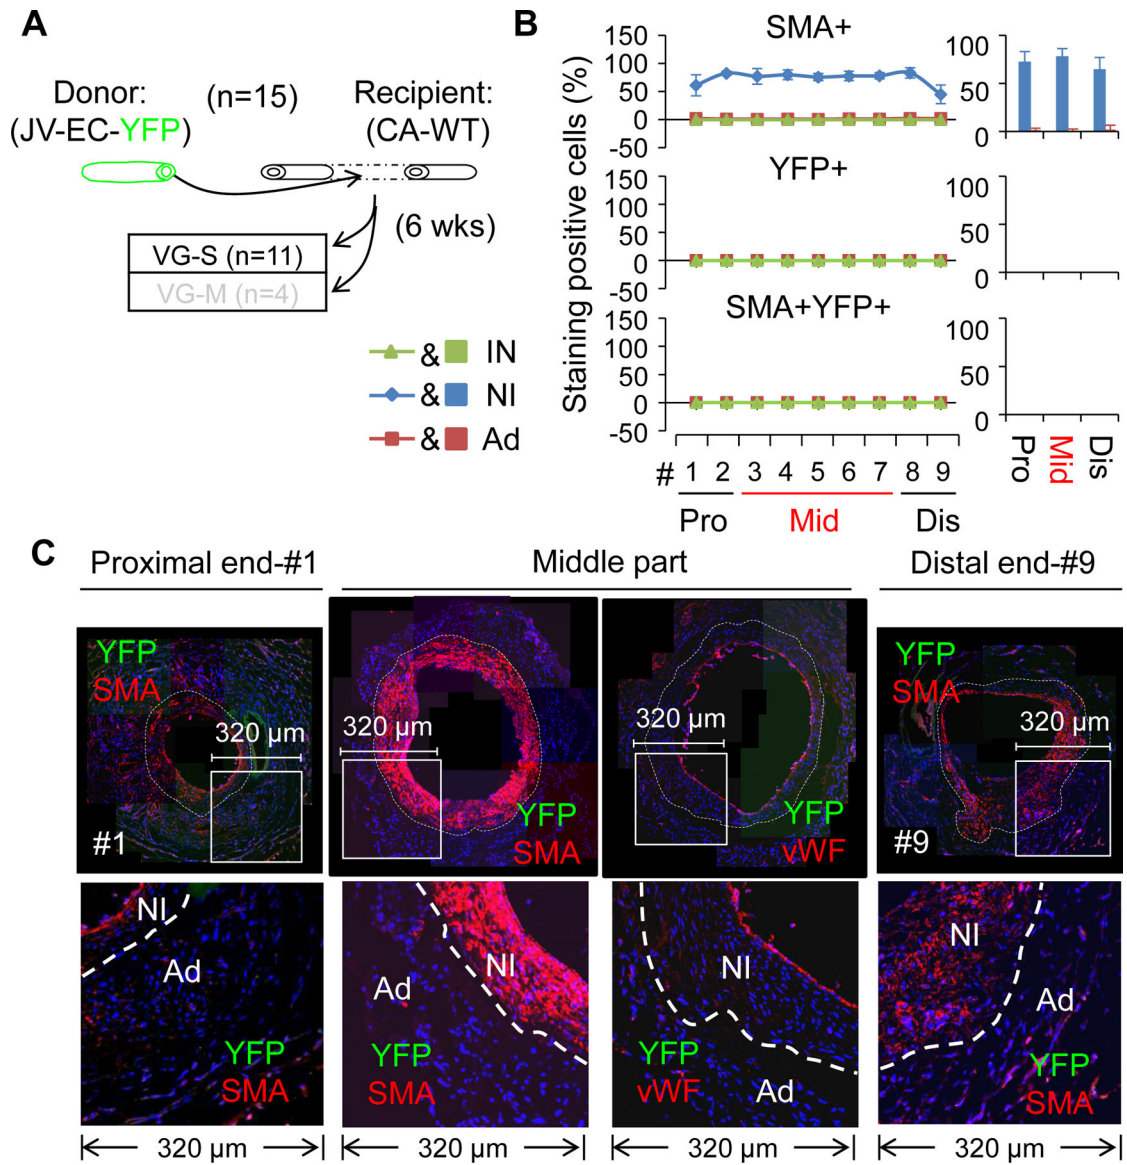 A
Donor:
(JV-EC-YFP)
(n=15)
Recipient:
(CA-WT)
(6 wks)
VG-S (n=11)
VG-M (n=4)
& IN
& NI
& Ad
B
Staining positive cells (%)
SMA+
150
100
50
0
-50
100
50
0
YFP+
150
100
50
0
-50
100
50
0
SMA+YFP+
150
100
50
0
-50
100
50
0
# 1 2 3 4 5 6 7 8 9
Pro Mid Dis
Pro Mid Dis
C
Proximal end-#1
Middle part
Distal end-#9
YFP
SMA
320 µm
#1
320 µm
YFP
SMA
320 µm
YFP
vWF
YFP
SMA
320 µm
#9
NI
Ad
YFP
SMA
NI
Ad
YFP
SMA
NI
YFP
vWF
Ad
NI
Ad
YFP
SMA
320 µm
320 µm
320 µm
320 µm